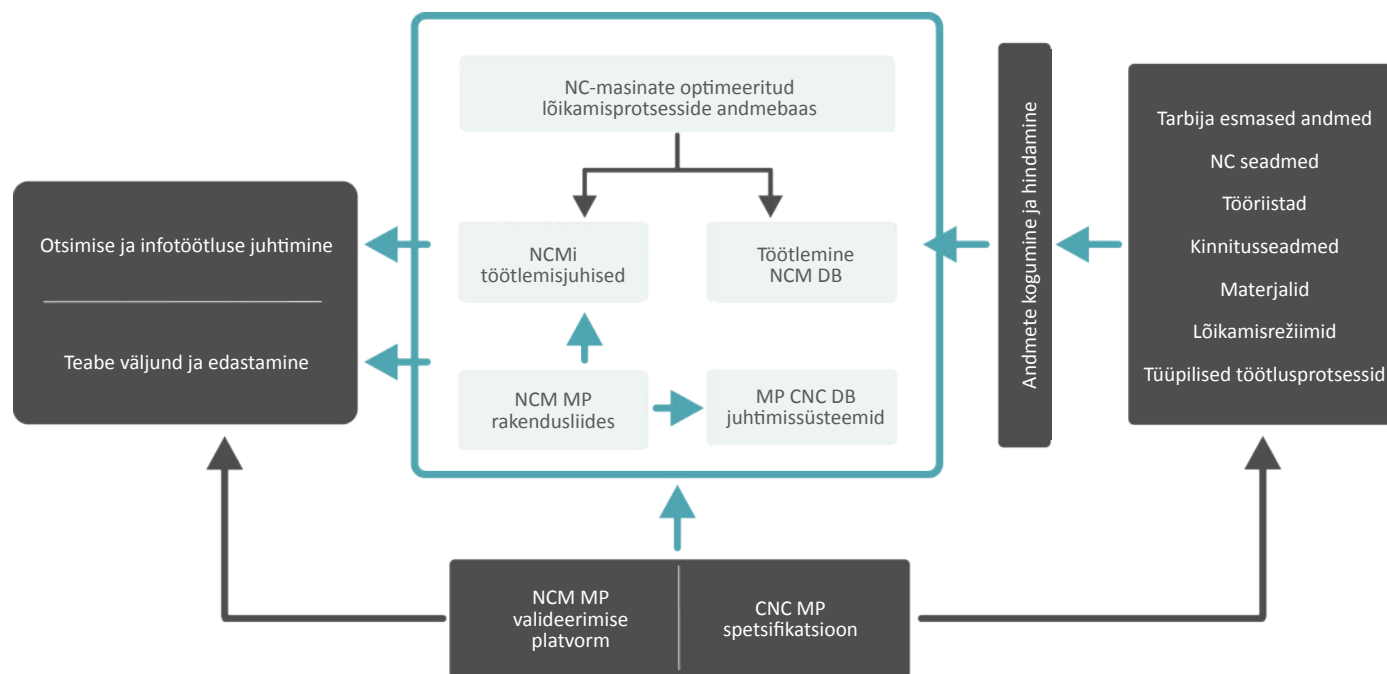 NC-masinate optimeeritud
lõikamisprotsesside andmebaas
Otsimise ja infotöötluse juhtimine
Teabe väljund ja edastamine
NCMi
töötlemisjuhised
Töötlemine
NCM DB
NCM MP
rakendusliides
MP CNC DB
juhtimissüsteemid
Andmete kogumine ja hindamine
Tarbija esmased andmed
NC seadmed
Tööriistad
Kinnitusseadmed
Materjalid
Lõikamisrežiimid
Tüüpilised töötlusprotsessid
NCM MP
valideerimise
platvorm
CNC MP
spetsifikatsioon